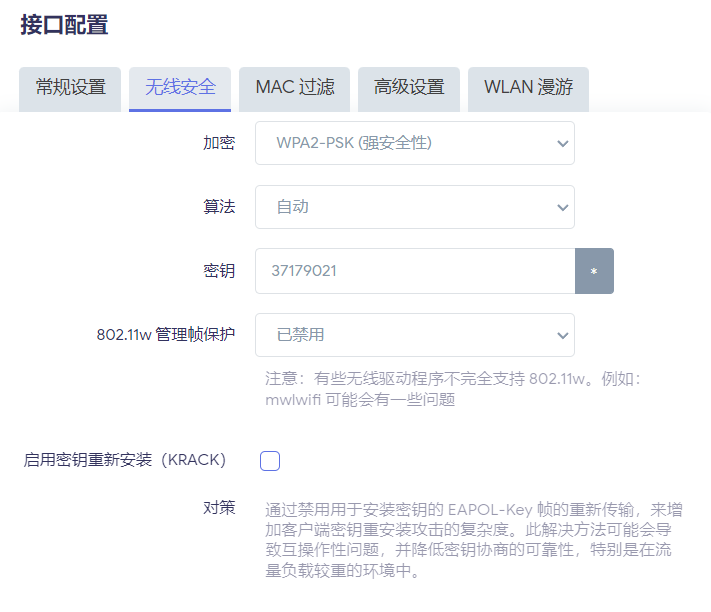 接口配置
常规设置 无线安全 MAC 过滤 高级设置 WLAN 漫游
加密 WPA2-PSK (强安全性)
算法 自动
密钥 37179021 *
802.11w 管理帧保护 已禁用
注意：有些无线驱动程序不完全支持 802.11w。例如：
mwlwifi 可能会有一些问题
启用密钥重新安装（KRACK）
对策 通过禁用用于安装密钥的 EAPOL-Key 帧的重新传输，来增
加客户端密钥重安装攻击的复杂度。此解决方法可能会导
致互操作性问题，并降低密钥协商的可靠性，特别是在流
量负载较重的环境中。